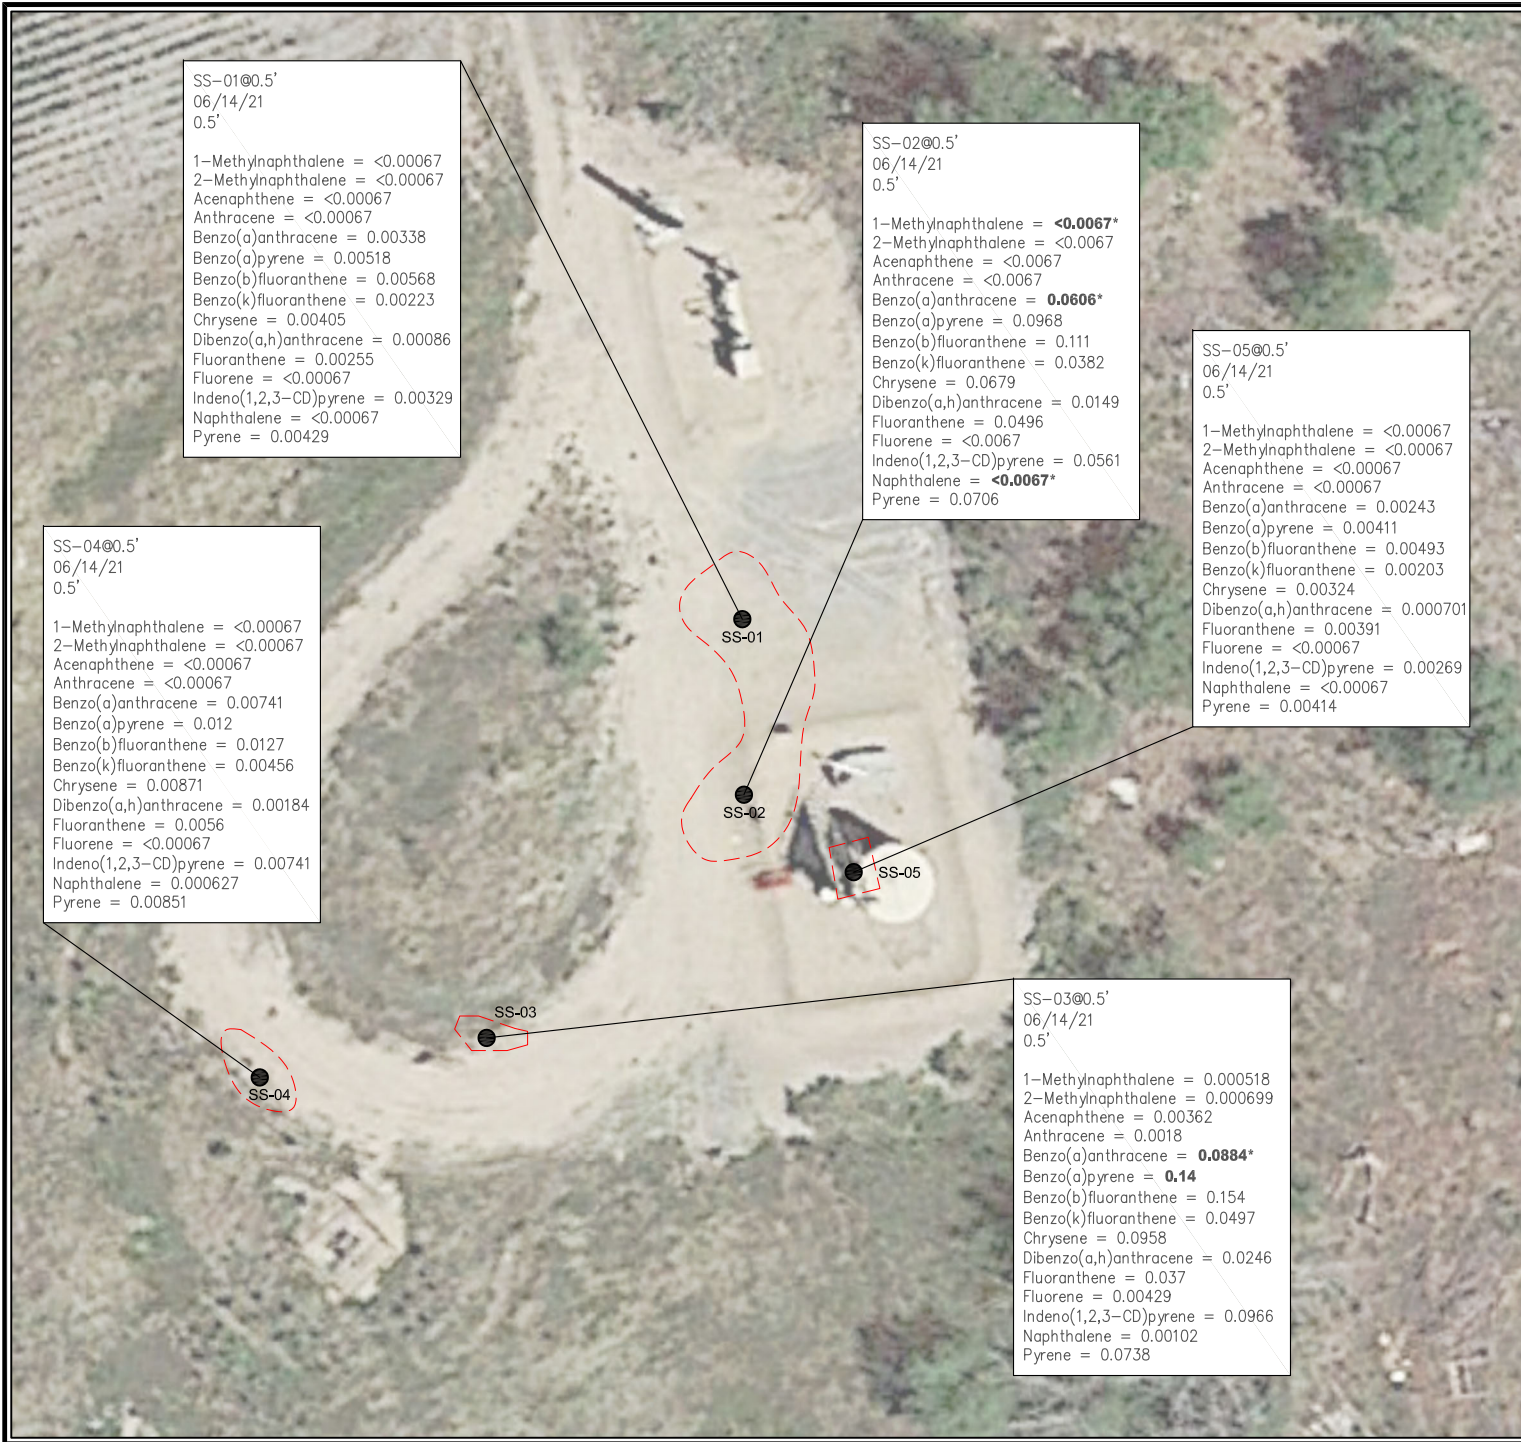 SS-01@0.5'
06/14/21
0.5'
1-Methylnaphthalene = <0.00067
2-Methylnaphthalene = <0.00067
Acenaphthene = <0.00067
Anthracene = <0.00067
Benzo(a)anthracene = 0.00338
Benzo(a)pyrene = 0.00518
Benzo(b)fluoranthene = 0.00568
Benzo(k)fluoranthene = 0.00223
Chrysene = 0.00405
Dibenzo(a,h)anthracene = 0.00086
Fluoranthene = 0.00255
Fluorene = <0.00067
Indeno(1,2,3-CD)pyrene = 0.00329
Naphthalene = <0.00067
Pyrene = 0.00429
SS-02@0.5'
06/14/21
0.5'
1-Methylnaphthalene = <0.0067*
2-Methylnaphthalene = <0.0067
Acenaphthene = <0.0067
Anthracene = <0.0067
Benzo(a)anthracene = 0.0606*
Benzo(a)pyrene = 0.0968
Benzo(b)fluoranthene = 0.111
Benzo(k)fluoranthene = 0.0382
Chrysene = 0.0679
Dibenzo(a,h)anthracene = 0.0149
Fluoranthene = 0.0496
Fluorene = <0.0067
Indeno(1,2,3-CD)pyrene = 0.0561
Naphthalene = <0.0067*
Pyrene = 0.0706
SS-05@0.5'
06/14/21
0.5'
1-Methylnaphthalene = <0.00067
2-Methylnaphthalene = <0.00067
Acenaphthene = <0.00067
Anthracene = <0.00067
Benzo(a)anthracene = 0.00243
Benzo(a)pyrene = 0.00411
Benzo(b)fluoranthene = 0.00493
Benzo(k)fluoranthene = 0.00203
Chrysene = 0.00324
Dibenzo(a,h)anthracene = 0.000701
Fluoranthene = 0.00391
Fluorene = <0.00067
Indeno(1,2,3-CD)pyrene = 0.00269
Naphthalene = <0.00067
Pyrene = 0.00414
SS-04@0.5'
06/14/21
0.5'
1-Methylnaphthalene = <0.00067
2-Methylnaphthalene = <0.00067
Acenaphthene = <0.00067
Anthracene = <0.00067
Benzo(a)anthracene = 0.00741
Benzo(a)pyrene = 0.012
Benzo(b)fluoranthene = 0.0127
Benzo(k)fluoranthene = 0.00456
Chrysene = 0.00871
Dibenzo(a,h)anthracene = 0.00184
Fluoranthene = 0.0056
Fluorene = <0.00067
Indeno(1,2,3-CD)pyrene = 0.00741
Naphthalene = 0.000627
Pyrene = 0.00851
SS-01
SS-02
SS-05
SS-03
SS-04
SS-03@0.5'
06/14/21
0.5'
1-Methylnaphthalene = 0.000518
2-Methylnaphthalene = 0.000699
Acenaphthene = 0.00362
Anthracene = 0.0018
Benzo(a)anthracene = 0.0884*
Benzo(a)pyrene = 0.14
Benzo(b)fluoranthene = 0.154
Benzo(k)fluoranthene = 0.0497
Chrysene = 0.0958
Dibenzo(a,h)anthracene = 0.0246
Fluoranthene = 0.037
Fluorene = 0.00429
Indeno(1,2,3-CD)pyrene = 0.0966
Naphthalene = 0.00102
Pyrene = 0.0738